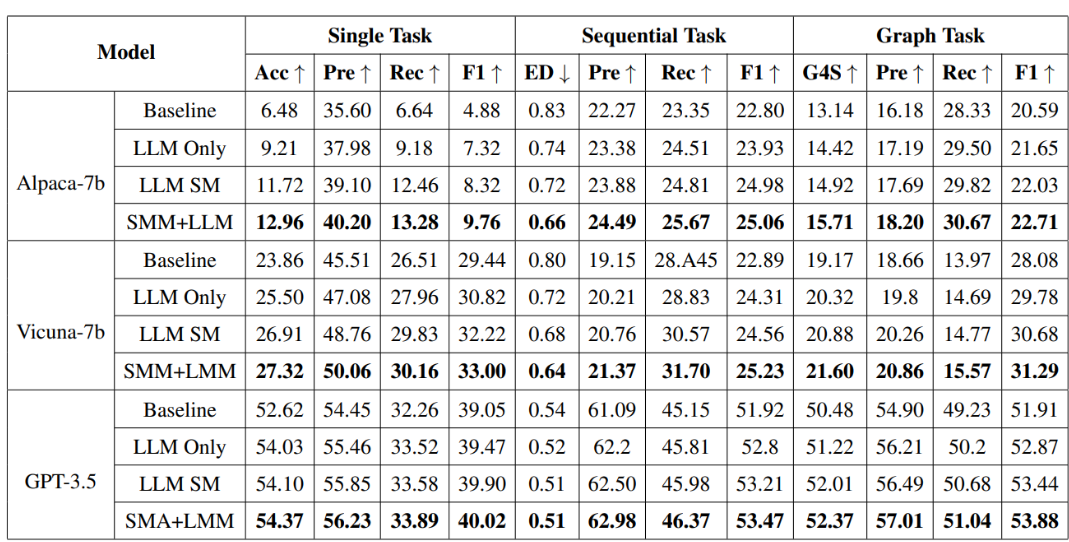 Model Single Task Sequential Task Graph Task
Acc ↑ Pre ↑ Rec ↑ F1 ↑ ED ↓ Pre ↑ Rec ↑ F1 ↑ G4S ↑ Pre ↑ Rec ↑ F1 ↑
Alpaca-7b
Baseline 6.48 35.60 6.64 4.88 0.83 22.27 23.35 22.80 13.14 16.18 28.33 20.59
LLM Only 9.21 37.98 9.18 7.32 0.74 23.38 24.51 23.93 14.42 17.19 29.50 21.65
LLM SM 11.72 39.10 12.46 8.32 0.72 23.88 24.81 24.98 14.92 17.69 29.82 22.03
SMM+LLM 12.96 40.20 13.28 9.76 0.66 24.49 25.67 25.06 15.71 18.20 30.67 22.71
Vicuna-7b
Baseline 23.86 45.51 26.51 29.44 0.80 19.15 28.A45 22.89 19.17 18.66 13.97 28.08
LLM Only 25.50 47.08 27.96 30.82 0.72 20.21 28.83 24.31 20.32 19.8 14.69 29.78
LLM SM 26.91 48.76 29.83 32.22 0.68 20.76 30.57 24.56 20.88 20.26 14.77 30.68
SMM+LMM 27.32 50.06 30.16 33.00 0.64 21.37 31.70 25.23 21.60 20.86 15.57 31.29
GPT-3.5
Baseline 52.62 54.45 32.26 39.05 0.54 61.09 45.15 51.92 50.48 54.90 49.23 51.91
LLM Only 54.03 55.46 33.52 39.47 0.52 62.2 45.81 52.8 51.22 56.21 50.2 52.87
LLM SM 54.10 55.85 33.58 39.90 0.51 62.50 45.98 53.21 52.01 56.49 50.68 53.44
SMA+LMM 54.37 56.23 33.89 40.02 0.51 62.98 46.37 53.47 52.37 57.01 51.04 53.88